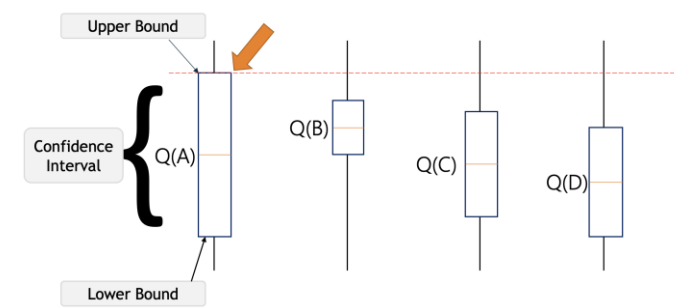 Upper Bound
Confidence
Interval
Q(A)
Q(B)
Q(C)
Q(D)
Lower Bound